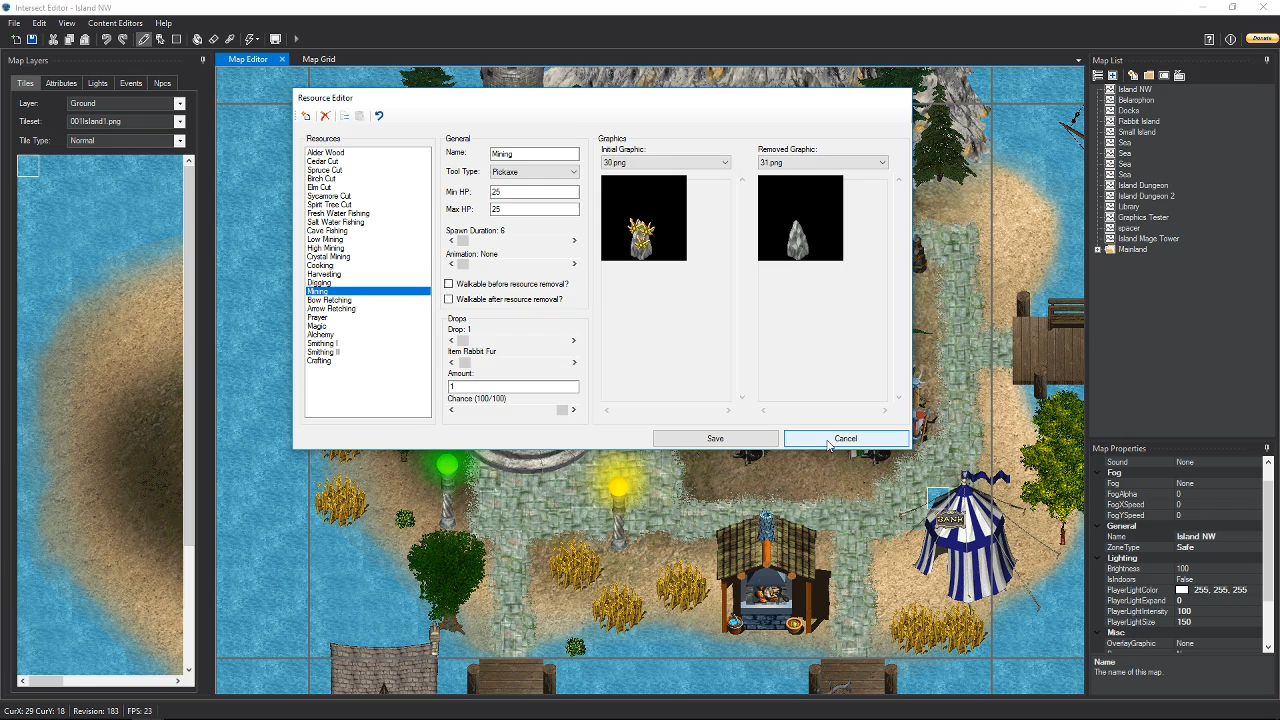 Intersect Editor - Island NW
File Edit View Content Editors Help
Donate
Map Layers
Tiles Attributes Lights Events Npcs
Layer: Ground
Tileset: 001Island1.png
Tile Type: Normal
Map Editor Map Grid
Resource Editor
Resources
Alder Wood
Cedar Cut
Spruce Cut
Birch Cut
Elm Cut
Sycamore Cut
Spirit Tree Cut
Fresh Water Fishing
Salt Water Fishing
Cave Fishing
Low Mining
High Mining
Crystal Mining
Cooking
Harvesting
Digging
Mining
Bow Fletching
Arrow Fletching
Prayer
Magic
Alchemy
Smithing I
Smithing II
Crafting
General
Name: Mining
Tool Type: Pickaxe
Min HP: 25
Max HP: 25
Spawn Duration: 6
Animation: None
Walkable before resource removal?
Walkable after resource removal?
Drops
Drop: 1
Item Rabbit Fur
Amount:
1
Chance (100/100)
Graphics
Initial Graphic:
30.png
Removed Graphic:
31.png
Save Cancel
BANK
Map List
Island NW
Belarophon
Docks
Rabbit Island
Small Island
Sea
Sea
Sea
Sea
Island Dungeon
Island Dungeon 2
Library
Graphics Tester
spacer
Island Mage Tower
Mainland
Map Properties
Sound None
Fog
Fog None
FogAlpha 0
FogXSpeed 0
FogYSpeed 0
General
Name Island NW
ZoneType Safe
Lighting
Brightness 100
IsIndoors False
PlayerLightColor 255, 255, 255
PlayerLightExpand 0
PlayerLightIntensity 100
PlayerLightSize 150
Misc
OverlayGraphic None
Name
The name of this map.
CurX: 29 CurY: 18 Revision: 183 FPS: 23